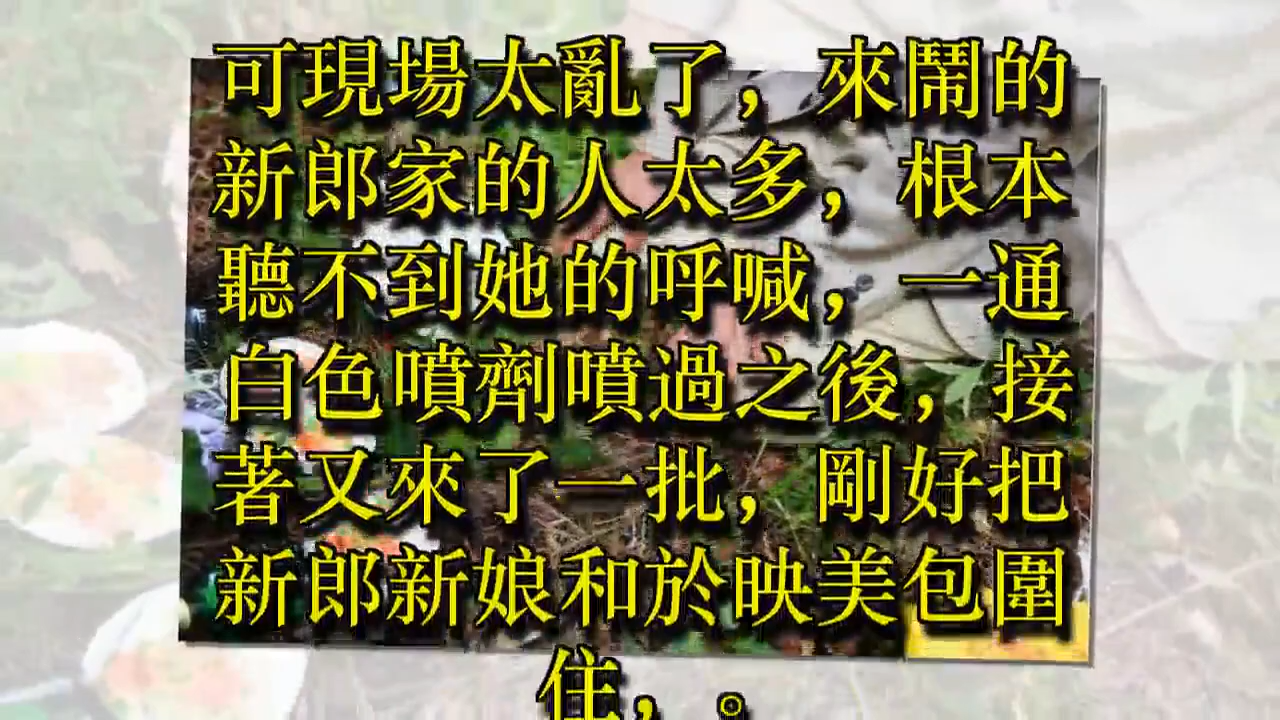 可現場太亂了，來鬧的
新郎家的人太多，根本
聽不到她的呼喊，一通
白色噴劑噴過之後，接
著又來了一批，剛好把
新郎新娘和於映美包圍
住，。